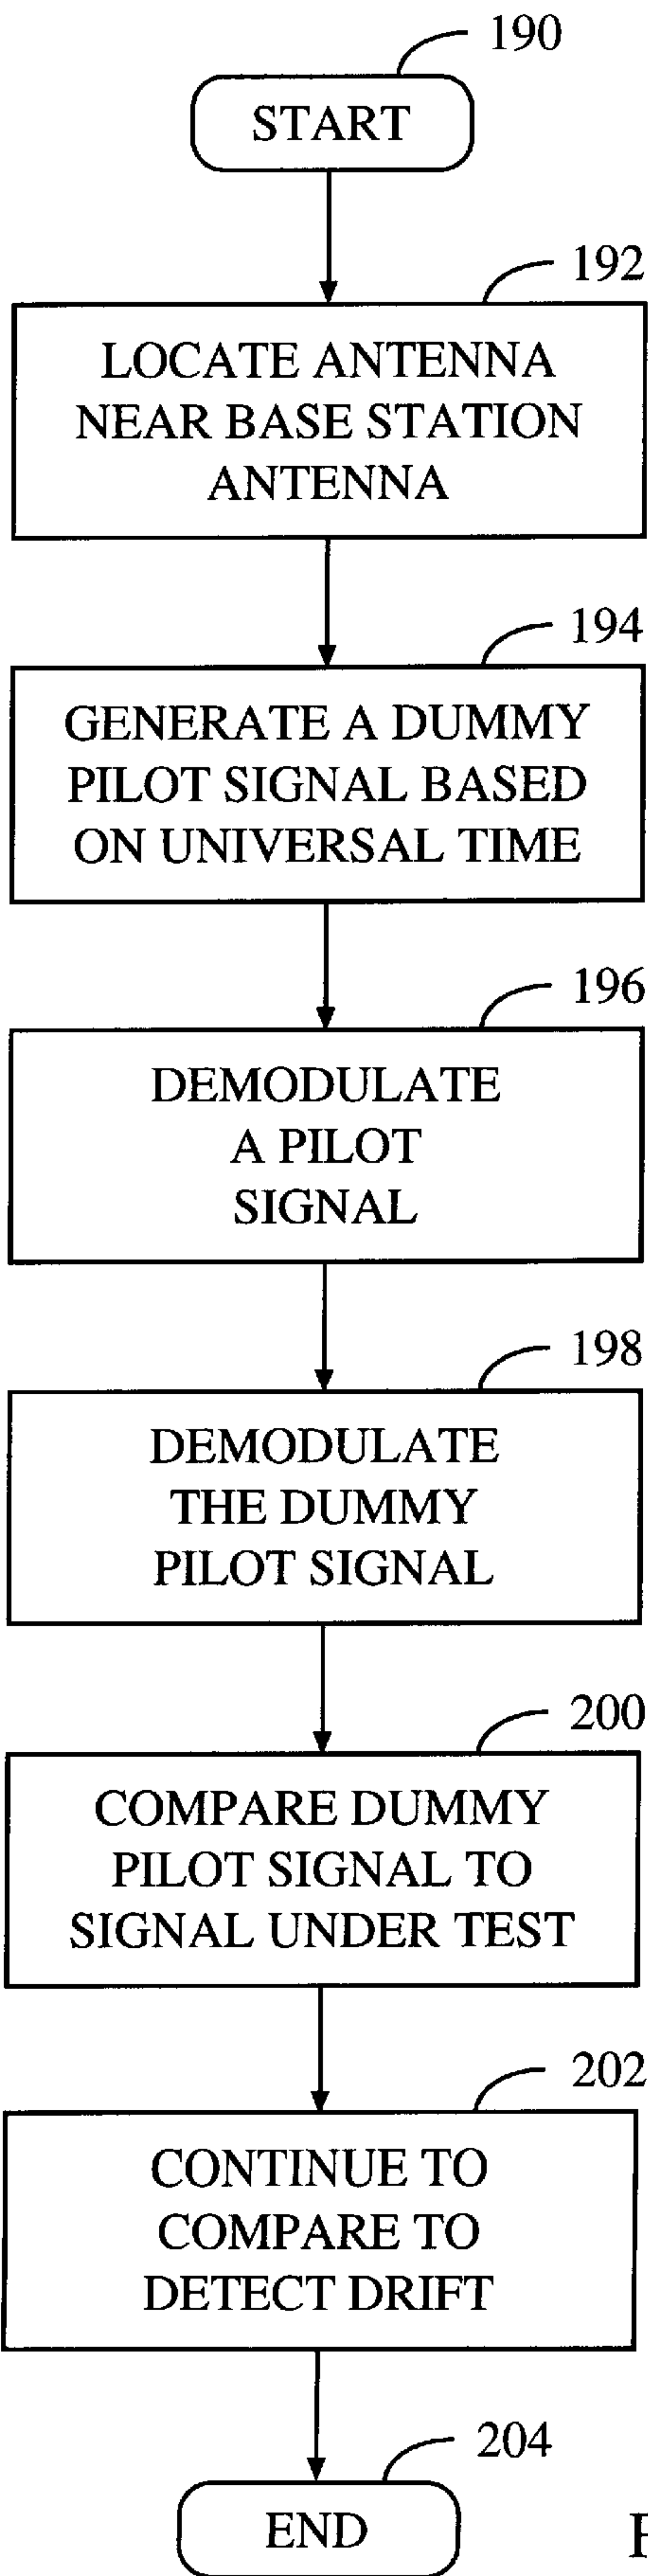 190
START
192
LOCATE ANTENNA
NEAR BASE STATION
ANTENNA
194
GENERATE A DUMMY
PILOT SIGNAL BASED
ON UNIVERSAL TIME
196
DEMODULATE
A PILOT
SIGNAL
198
DEMODULATE
THE DUMMY
PILOT SIGNAL
200
COMPARE DUMMY
PILOT SIGNAL TO
SIGNAL UNDER TEST
202
CONTINUE TO
COMPARE TO
DETECT DRIFT
204
END